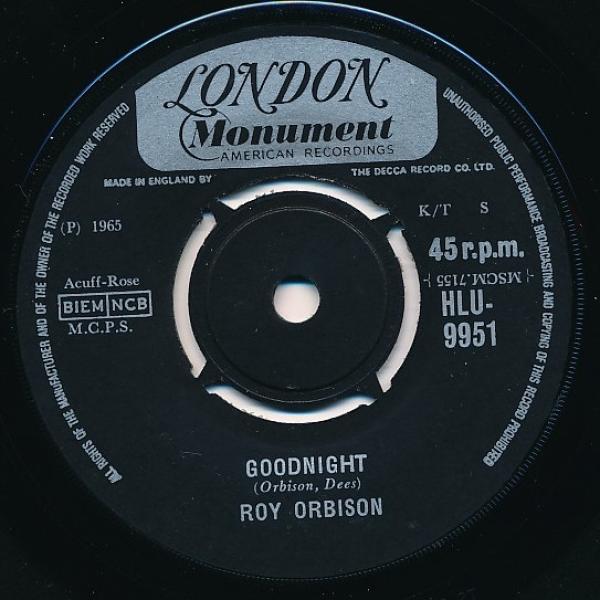 LONDON
Monument
AMERICAN RECORDINGS
MADE IN ENGLAND BY
THE DECCA RECORD CO. LTD.
(P) 1965
K/T S
45 r.p.m.
MSCM.7155
HLU-
9951
Acuff-Rose
BIEM NCB
M.C.P.S.
GOODNIGHT
(Orbison, Dees)
ROY ORBISON
ALL RIGHTS OF THE MANUFACTURER AND OF THE OWNER OF THE RECORDED WORK RESERVED
UNAUTHORISED PUBLIC PERFORMANCE BROADCASTING AND COPYING OF THIS RECORD PROHIBITED